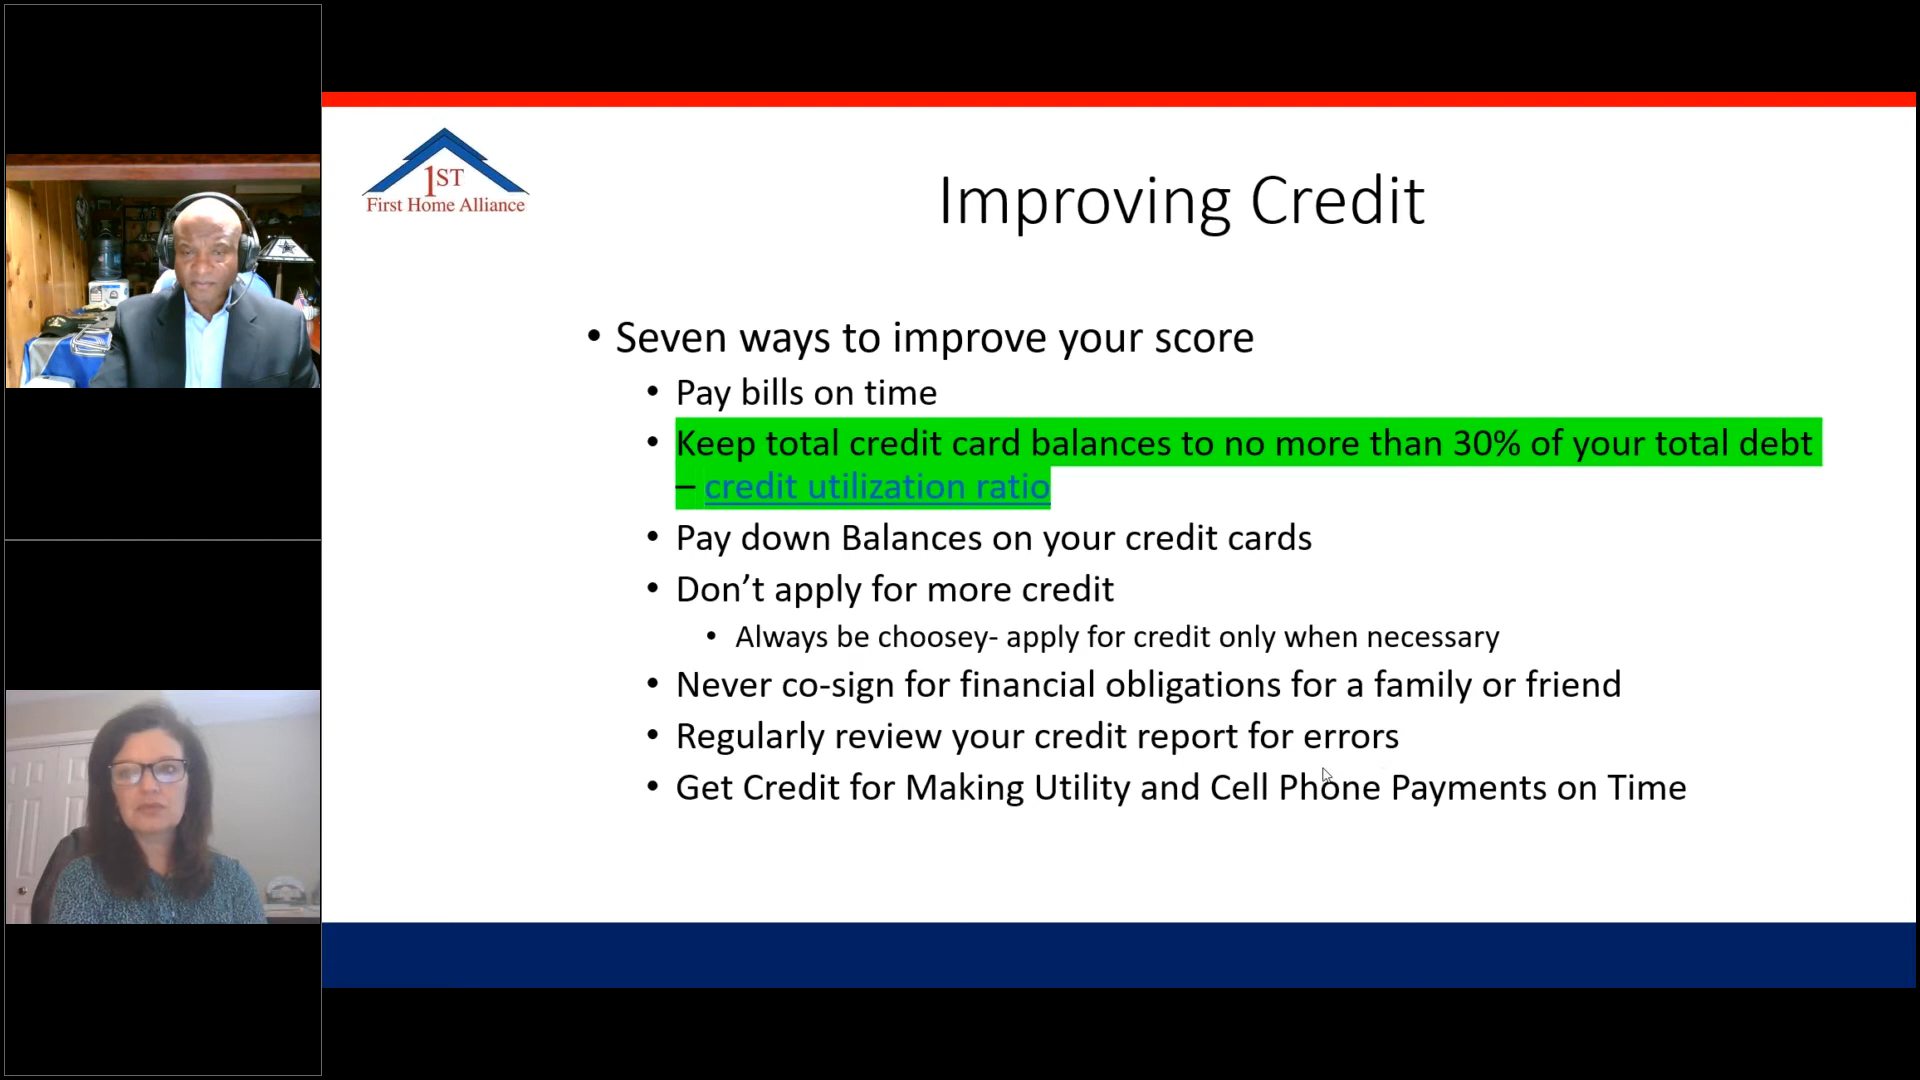 1ST
First Home Alliance
Improving Credit
• Seven ways to improve your score
• Pay bills on time
• Keep total credit card balances to no more than 30% of your total debt
– credit utilization ratio
• Pay down Balances on your credit cards
• Don’t apply for more credit
• Always be choosey- apply for credit only when necessary
• Never co-sign for financial obligations for a family or friend
• Regularly review your credit report for errors
• Get Credit for Making Utility and Cell Phone Payments on Time